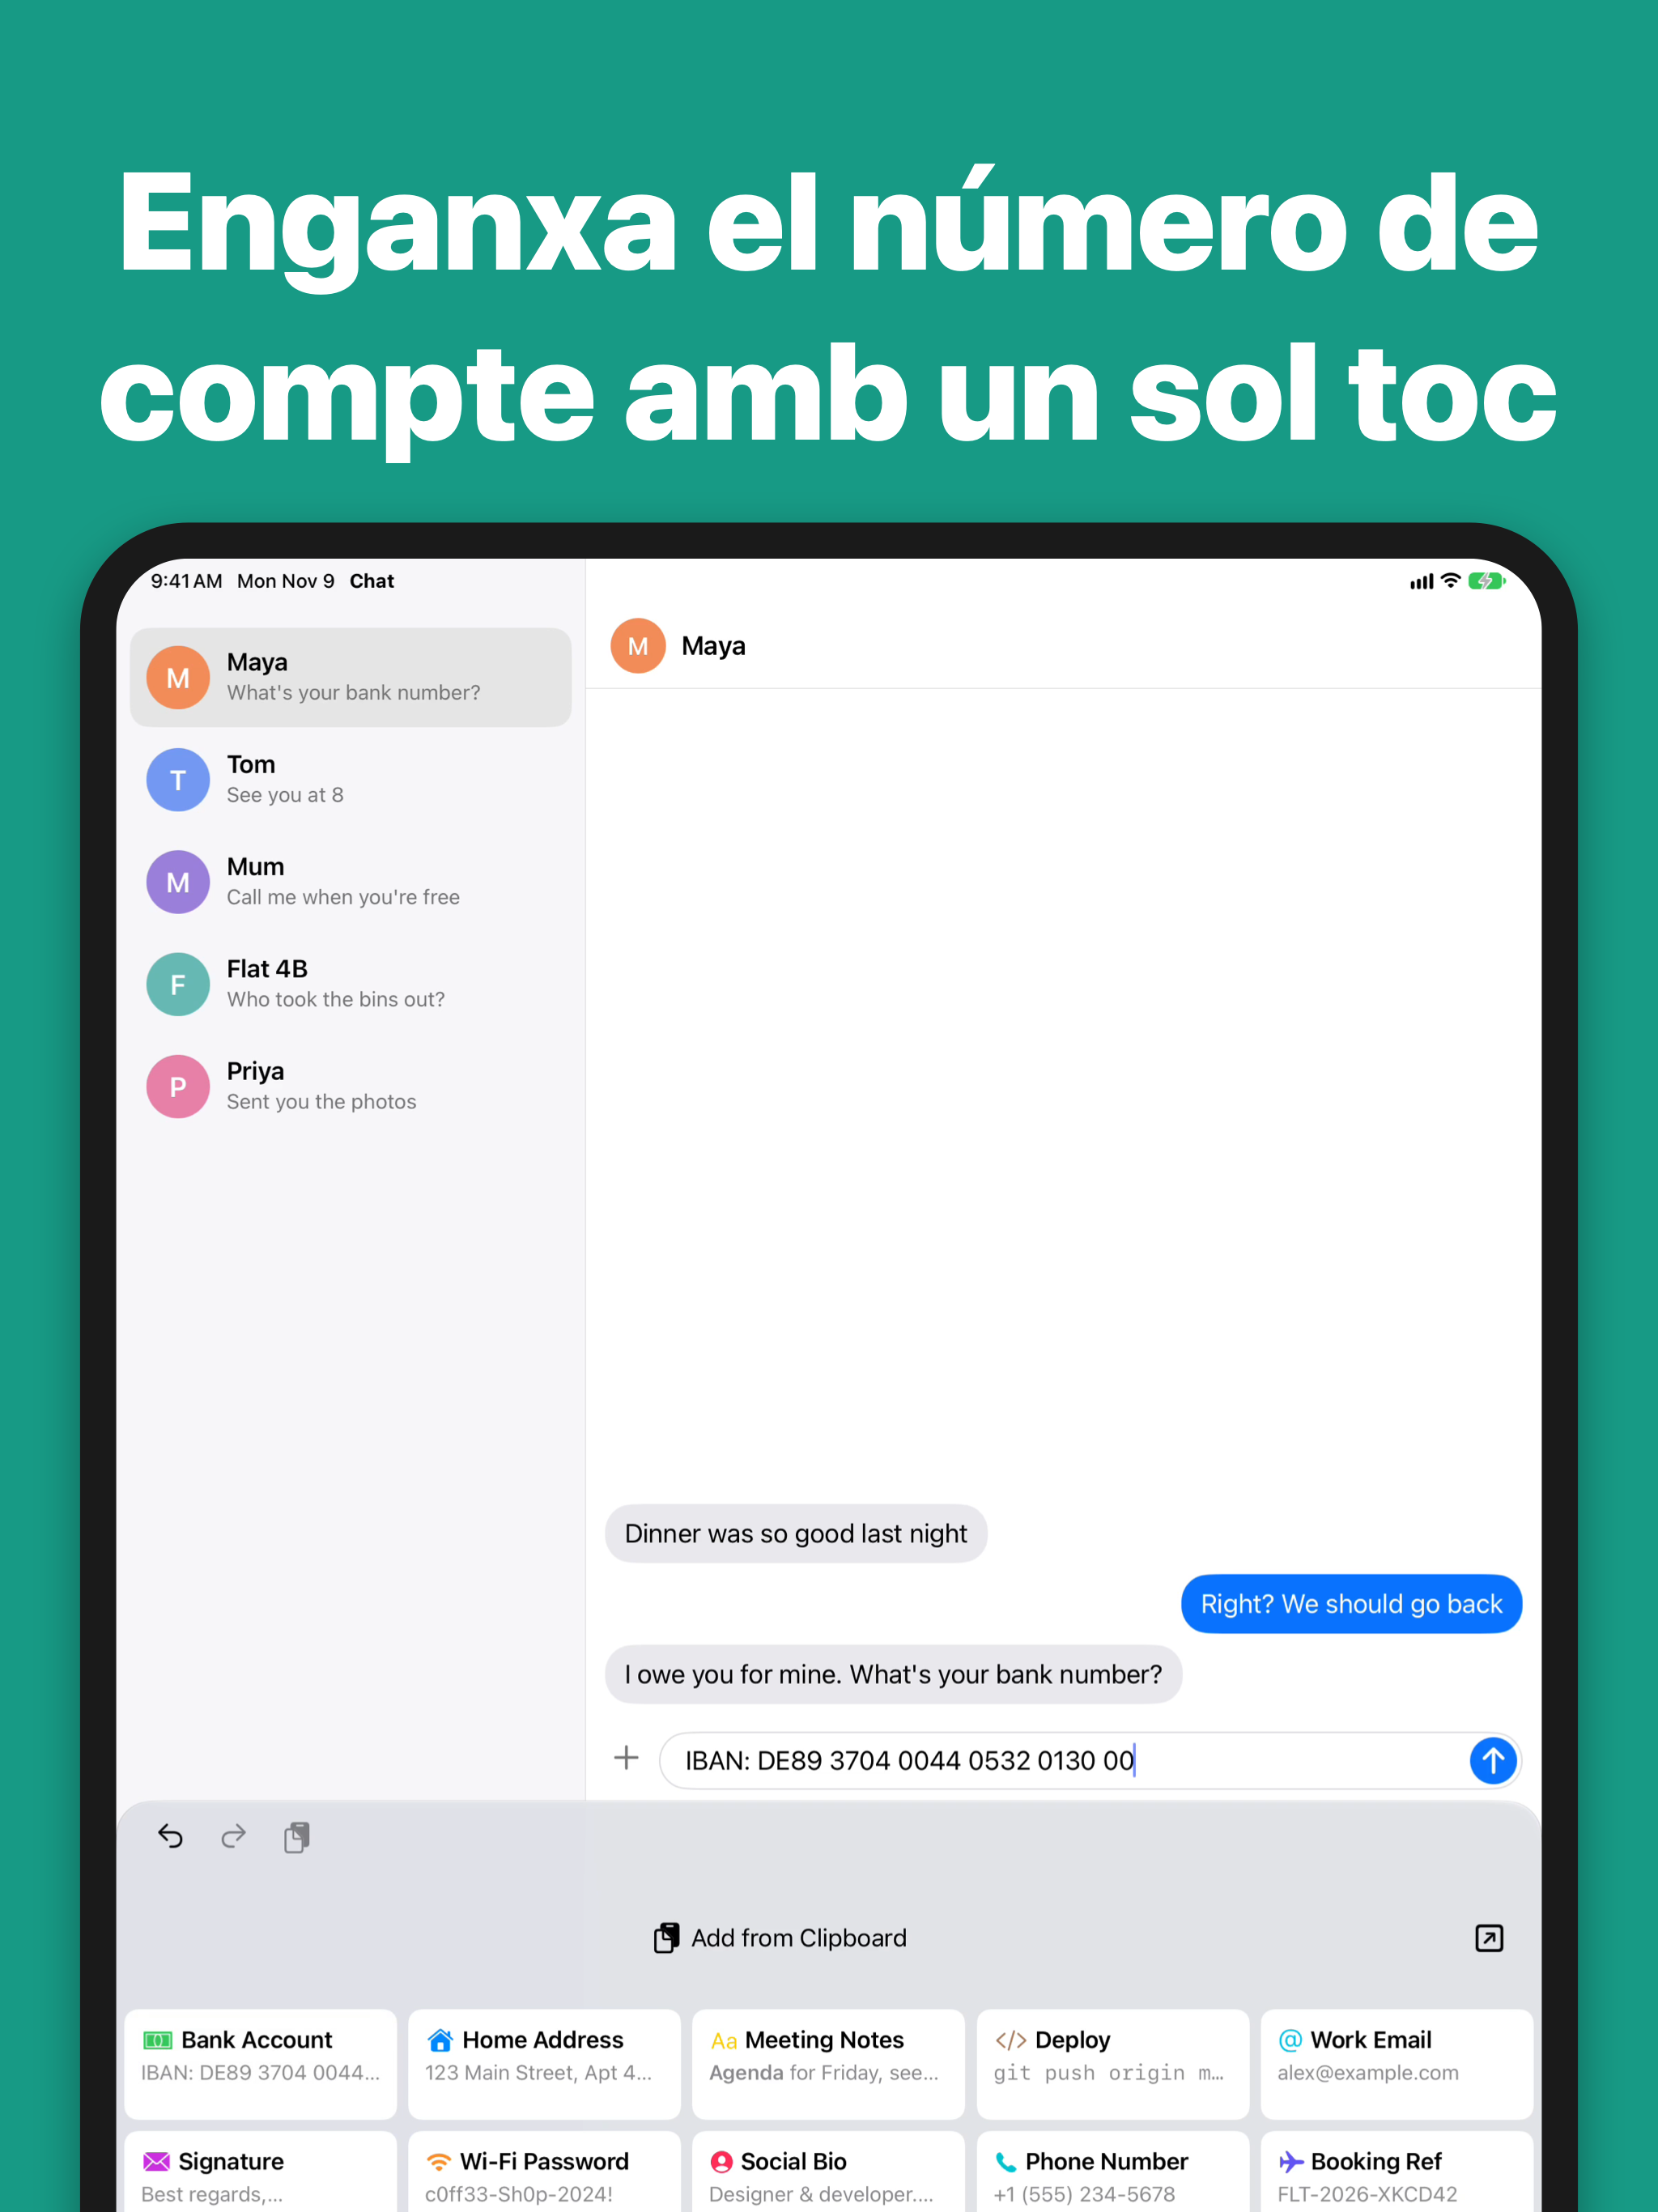 Enganxa el número de
compte amb un sol toc
9:41 AM Mon Nov 9 Chat
M
Maya
What's your bank number?
T
Tom
See you at 8
M
Mum
Call me when you're free
F
Flat 4B
Who took the bins out?
P
Priya
Sent you the photos
M
Maya
Dinner was so good last night
Right? We should go back
I owe you for mine. What's your bank number?
IBAN: DE89 3704 0044 0532 0130 00
Add from Clipboard
Bank Account
IBAN: DE89 3704 0044...
Home Address
123 Main Street, Apt 4...
Aa Meeting Notes
Agenda for Friday, see...
</> Deploy
git push origin m...
@ Work Email
alex@example.com
Signature
Best regards,...
Wi-Fi Password
c0ff33-Sh0p-2024!
Social Bio
Designer & developer....
Phone Number
+1 (555) 234-5678
Booking Ref
FLT-2026-XKCD42